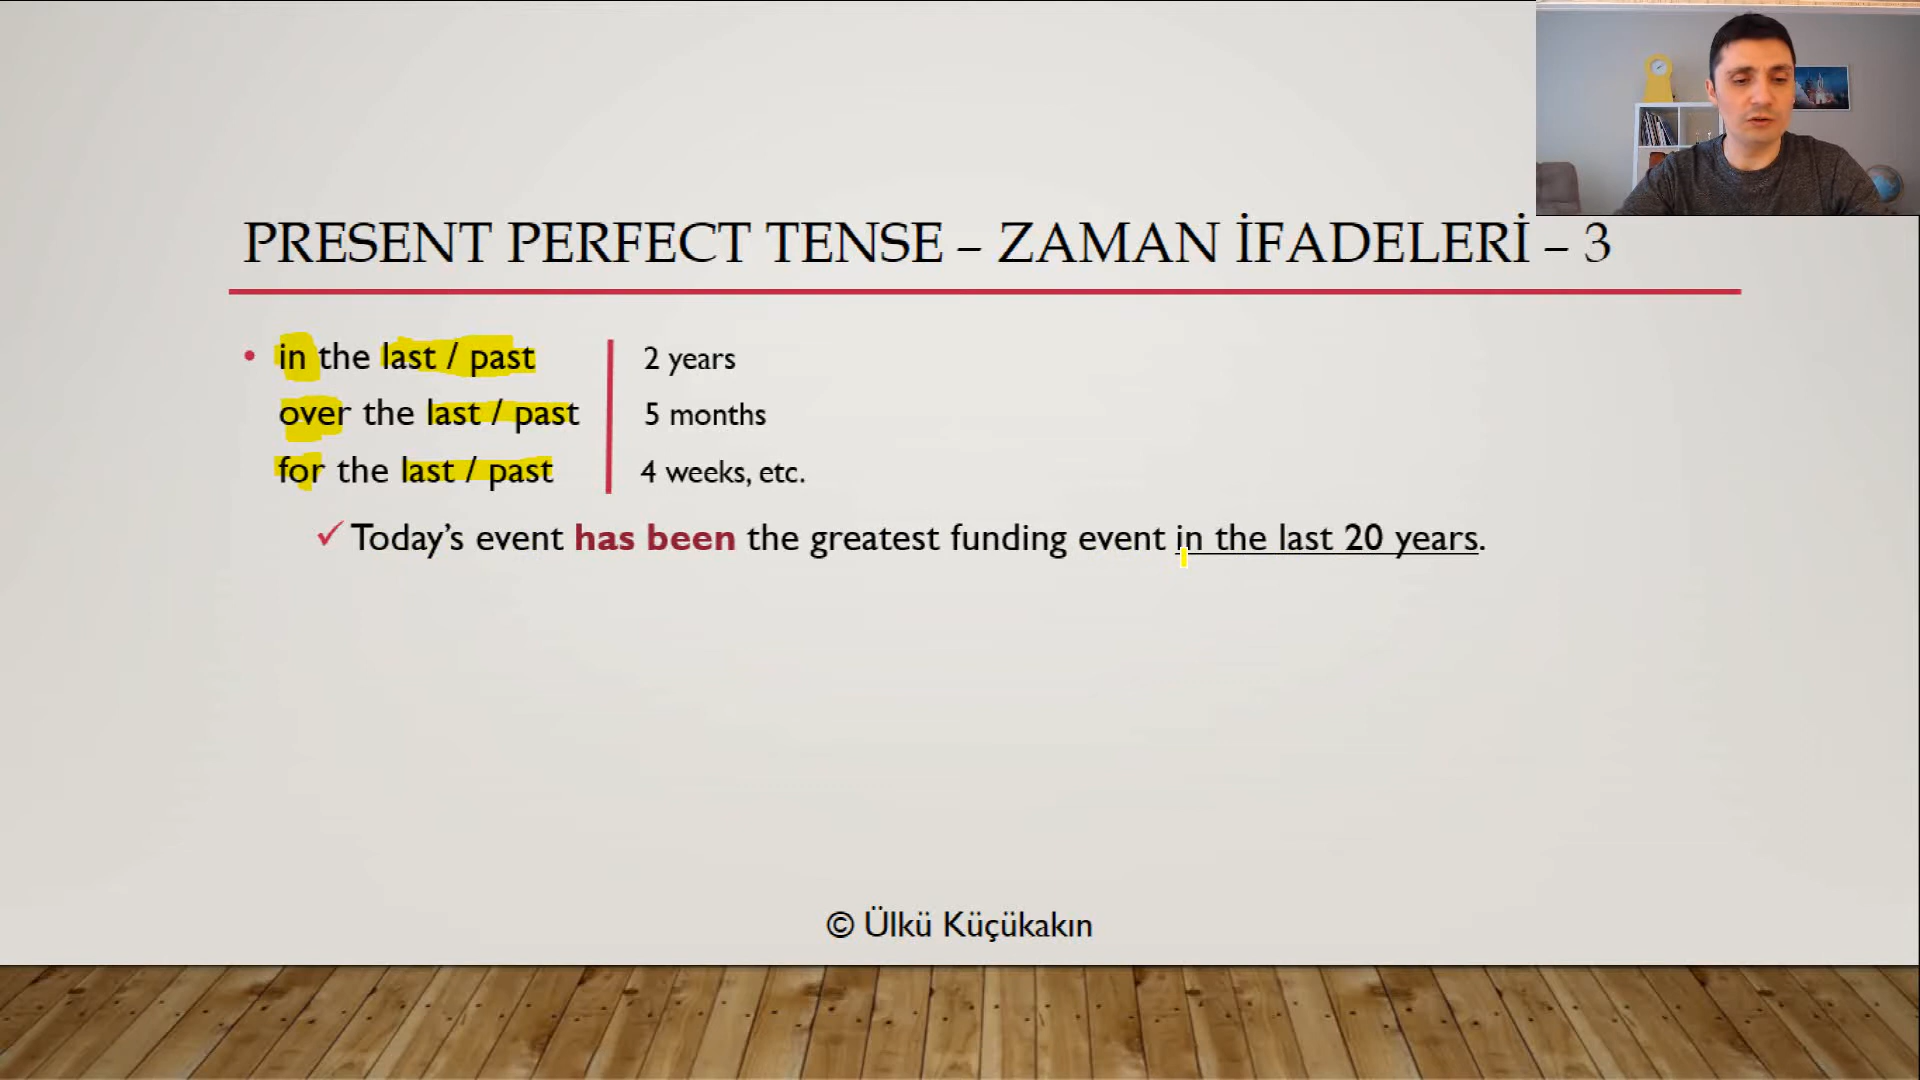 PRESENT PERFECT TENSE – ZAMAN İFADELERİ – 3
• in the last / past 2 years
over the last / past 5 months
for the last / past 4 weeks, etc.
✓ Today's event has been the greatest funding event in the last 20 years.
© Ülkü Küçükakın